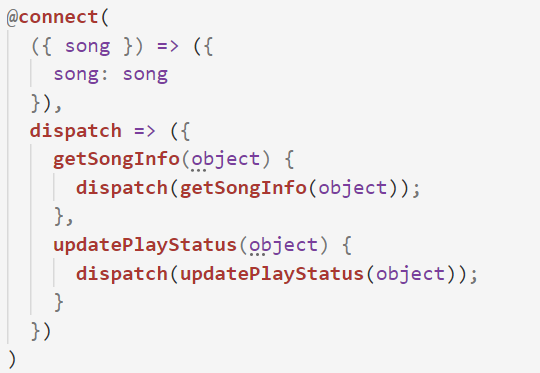 @connect(
  ({ song }) => ({
    song: song
  }),
  dispatch => ({
    getSongInfo(object) {
      dispatch(getSongInfo(object));
    },
    updatePlayStatus(object) {
      dispatch(updatePlayStatus(object));
    }
  })
)